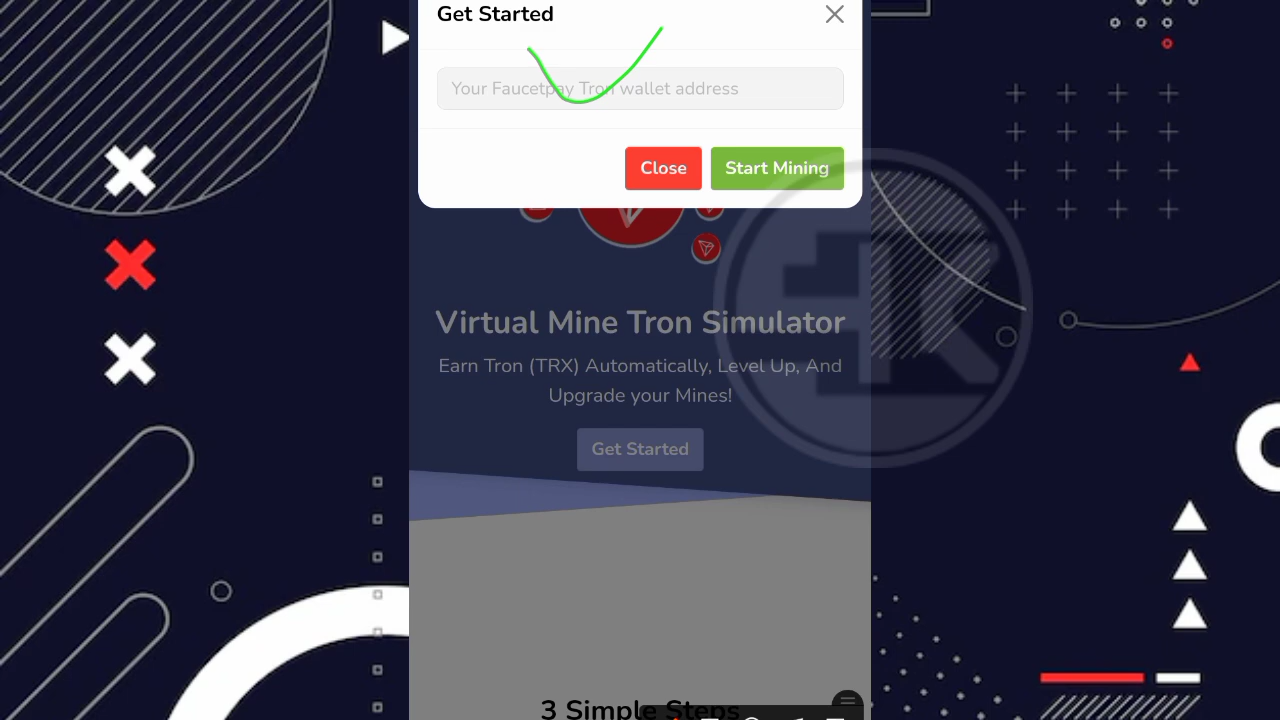 Get Started
Your Faucetpay Tron wallet address
Close
Start Mining
Virtual Mine Tron Simulator
Earn Tron (TRX) Automatically, Level Up, And
Upgrade your Mines!
Get Started
3 Simple Steps